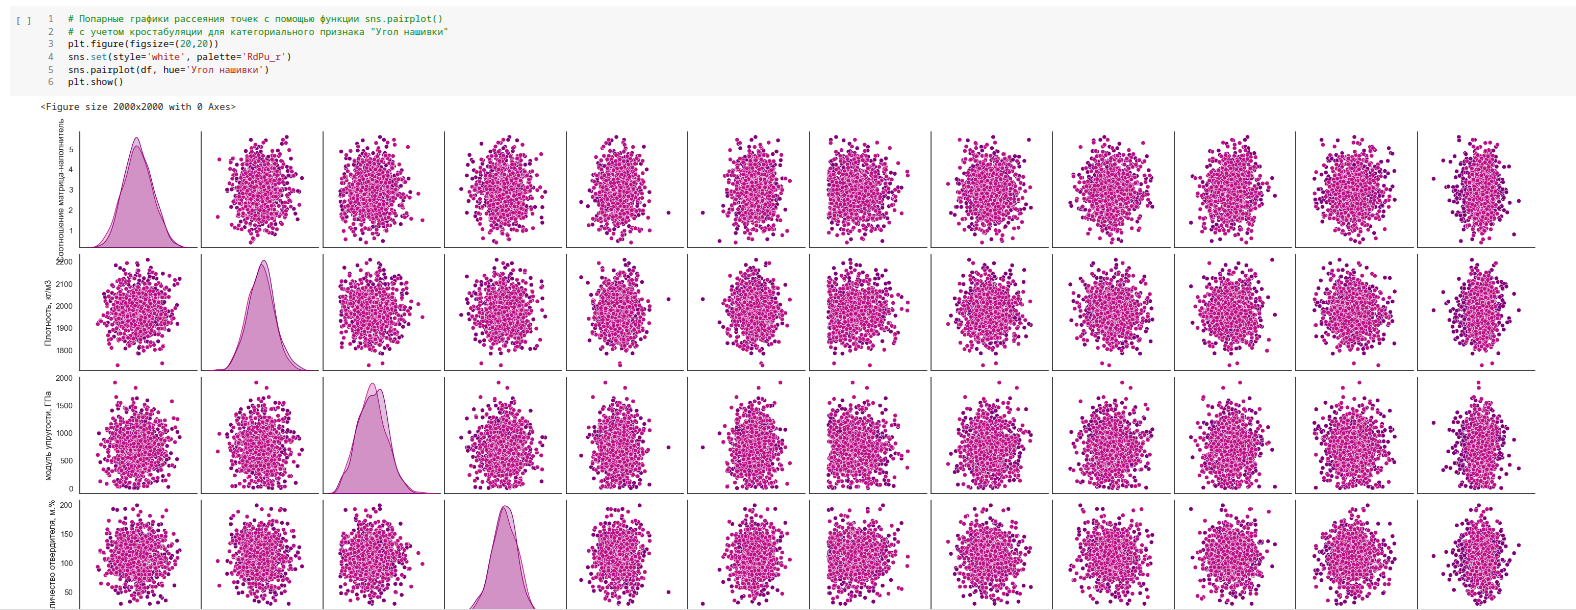 [ ] 1 # Попарные графики рассеяния точек с помощью функции sns.pairplot()
2 # с учетом кростабуляции для категориального признака "Угол нашивки"
3 plt.figure(figsize=(20,20))
4 sns.set(style='white', palette='RdPu_r')
5 sns.pairplot(df, hue='Угол нашивки')
6 plt.show()
<Figure size 2000x2000 with 0 Axes>
оотношение матрица-наполнитель
5
4
3
2
1
Плотность, кг/м3
2200
2100
2000
1900
1800
модуль упругости, ГПа
2000
1500
1000
500
0
личество отвердителя, м.%
200
150
100
50